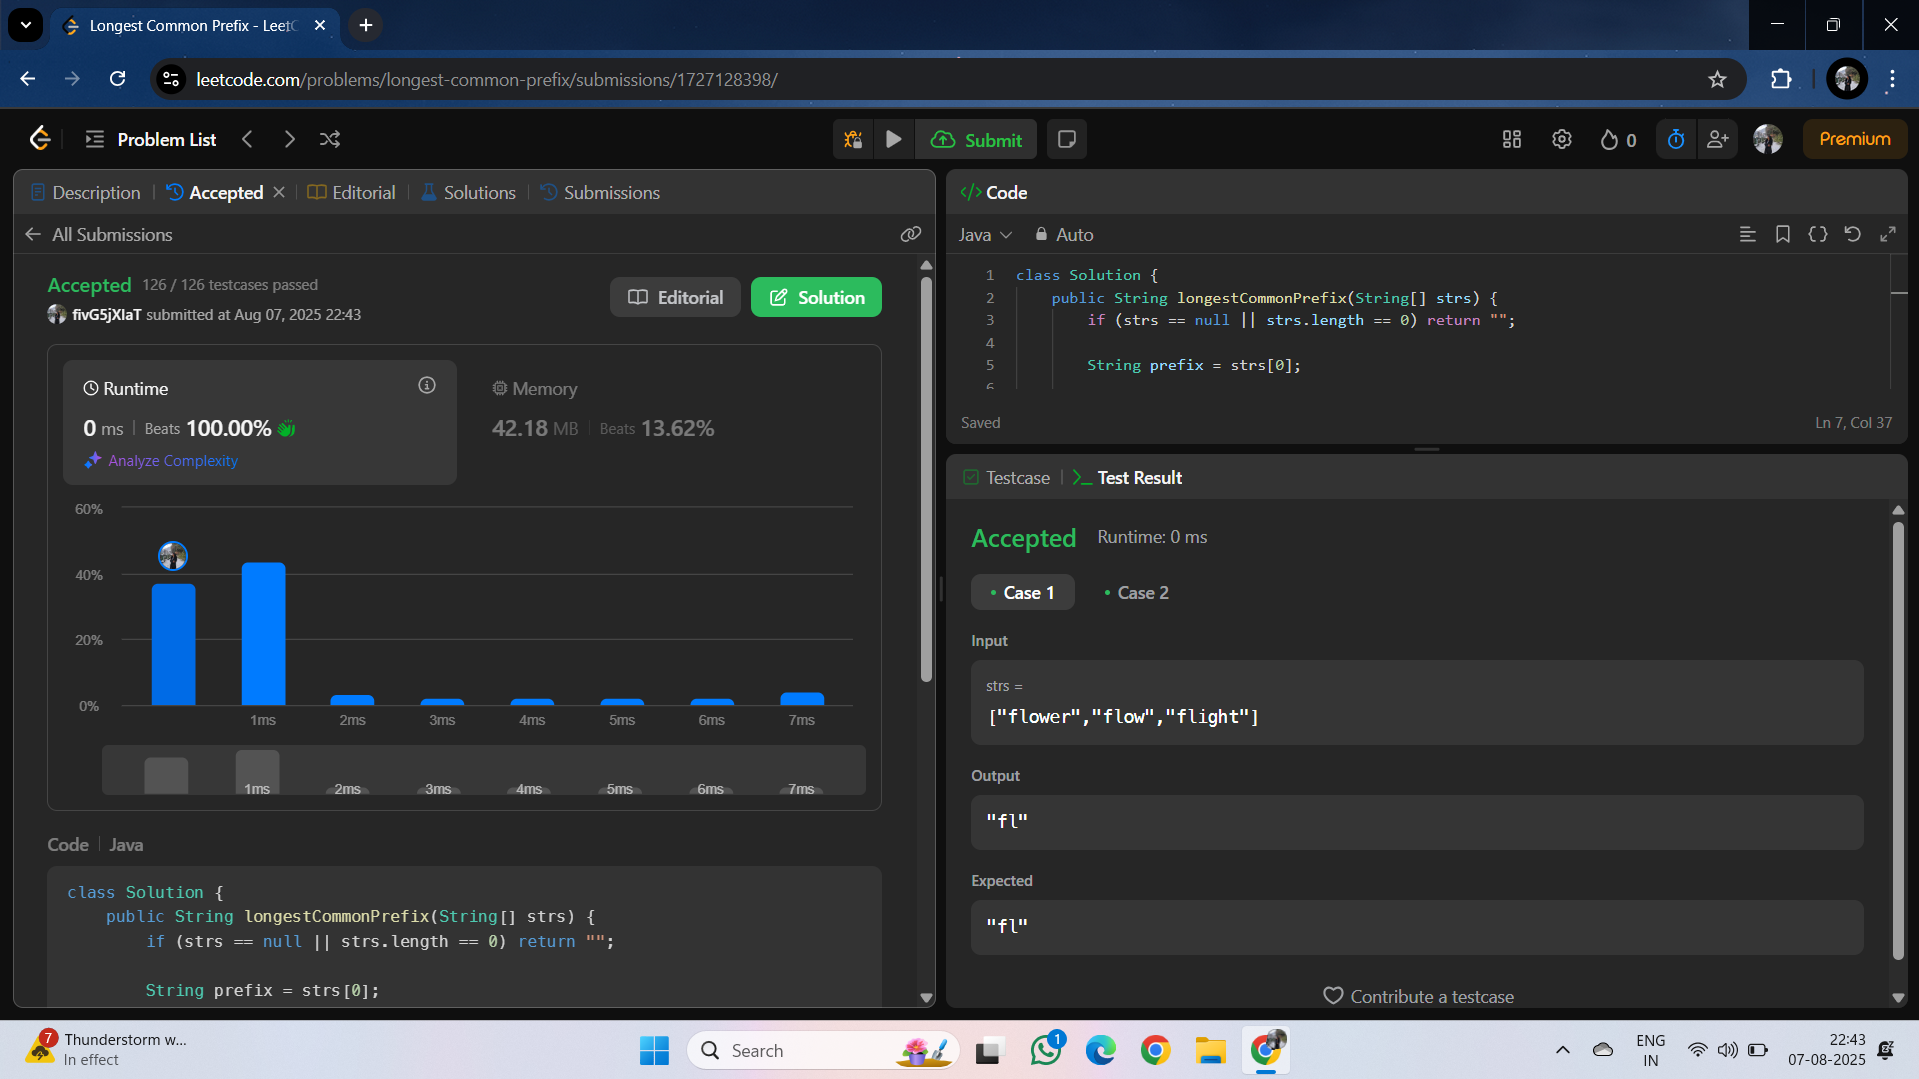 Longest Common Prefix - Leet
leetcode.com/problems/longest-common-prefix/submissions/1727128398/
Problem List
Submit
0
Premium
Description
Accepted
Editorial
Solutions
Submissions
All Submissions
Accepted 126 / 126 testcases passed
fivG5jXlaT submitted at Aug 07, 2025 22:43
Editorial
Solution
Runtime
0 ms Beats 100.00%
Analyze Complexity
Memory
42.18 MB Beats 13.62%
60%
40%
20%
0%
1ms 2ms 3ms 4ms 5ms 6ms 7ms
1ms 2ms 3ms 4ms 5ms 6ms 7ms
Code Java
class Solution {
public String longestCommonPrefix(String[] strs) {
if (strs == null || strs.length == 0) return "";
String prefix = strs[0];
</> Code
Java Auto
1 class Solution {
2 public String longestCommonPrefix(String[] strs) {
3 if (strs == null || strs.length == 0) return "";
4
5 String prefix = strs[0];
6
Saved
Ln 7, Col 37
Testcase
Test Result
Accepted Runtime: 0 ms
Case 1
Case 2
Input
strs =
["flower","flow","flight"]
Output
"fl"
Expected
"fl"
Contribute a testcase
7
Thunderstorm w...
In effect
Search
1
ENG
IN
22:43
07-08-2025